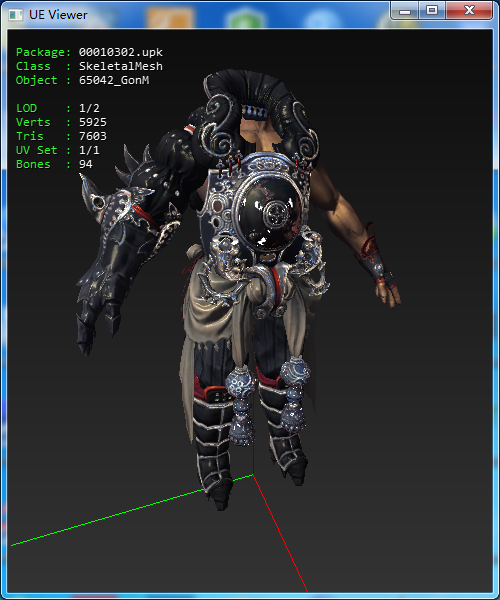 UE Viewer
Package: 00010302.upk
Class : SkeletalMesh
Object : 65042_GonM
LOD : 1/2
Verts : 5925
Tris : 7603
UV Set : 1/1
Bones : 94